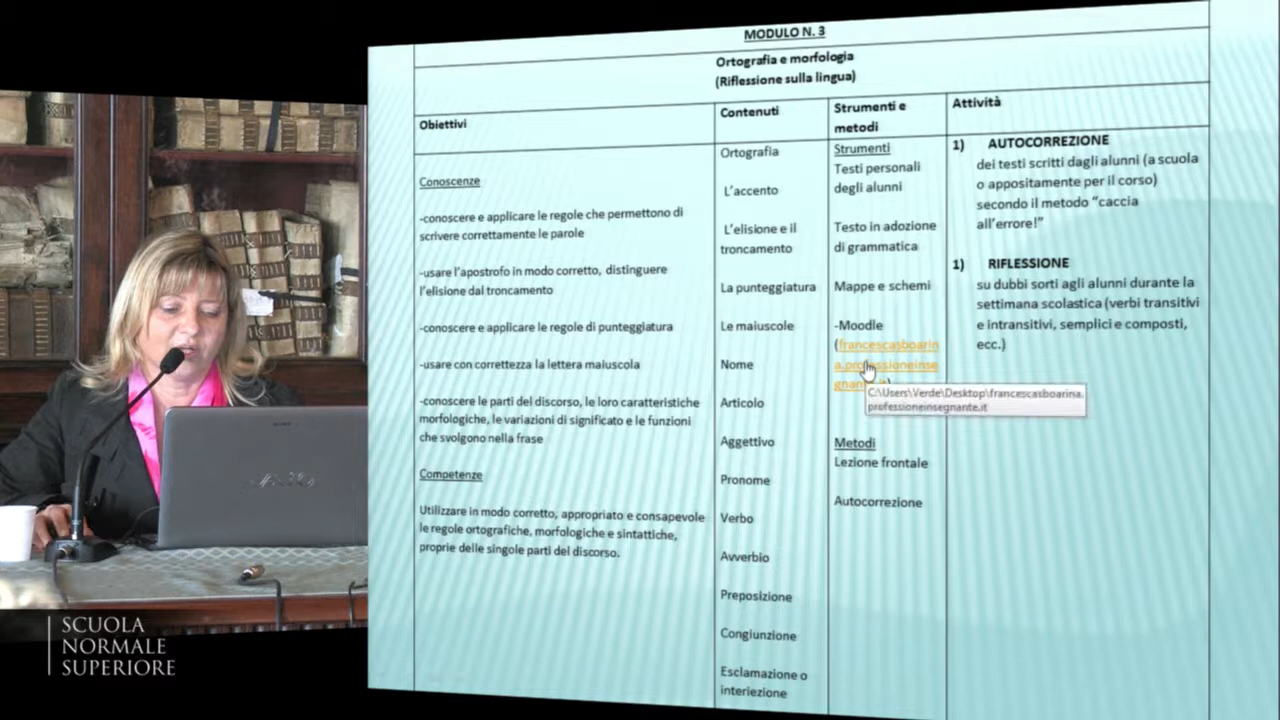 MODULO N. 3
Ortografia e morfologia
(Riflessione sulla lingua)
Obiettivi
Contenuti
Strumenti e
metodi
Attività
Conoscenze
-conoscere e applicare le regole che permettono di
scrivere correttamente le parole
-usare l'apostrofo in modo corretto, distinguere
l'elisione dal troncamento
-conoscere e applicare le regole di punteggiatura
-usare con correttezza la lettera maiuscola
-conoscere le parti del discorso, le loro caratteristiche
morfologiche, le variazioni di significato e le funzioni
che svolgono nella frase
Competenze
Utilizzare in modo corretto, appropriato e consapevole
le regole ortografiche, morfologiche e sintattiche,
proprie delle singole parti del discorso.
Ortografia
L'accento
L'elisione e il
troncamento
La punteggiatura
Le maiuscole
Nome
Articolo
Aggettivo
Pronome
Verbo
Avverbio
Preposizione
Congiunzione
Esclamazione o
interiezione
Strumenti
Testi personali
degli alunni
Testo in adozione
di grammatica
Mappe e schemi
-Moodle
(francescasboarin
a.professioneinse
C:\Users\Verde\Desktop\francescasboarina.
professioneinsegnante.it
Metodi
Lezione frontale
Autocorrezione
1) AUTOCORREZIONE
dei testi scritti dagli alunni (a scuola
o appositamente per il corso)
secondo il metodo "caccia
all'errore!"
1) RIFLESSIONE
su dubbi sorti agli alunni durante la
settimana scolastica (verbi transitivi
e intransitivi, semplici e composti,
ecc.)
SCUOLA
NORMALE
SUPERIORE